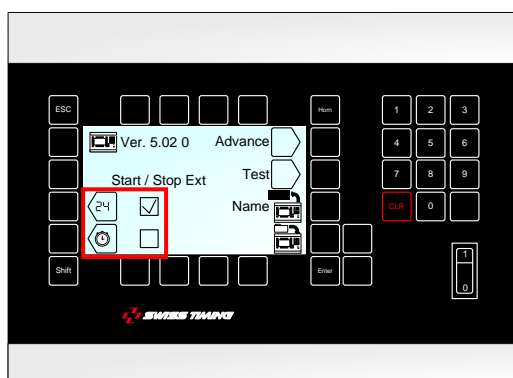 ESC
Horn
1 2 3
Ver. 5.02 0 Advance
4 5 6
Start / Stop Ext Test
7 8 9
24 Name
CLR 0
Shift
Enter
1
0
SWISS TIMING